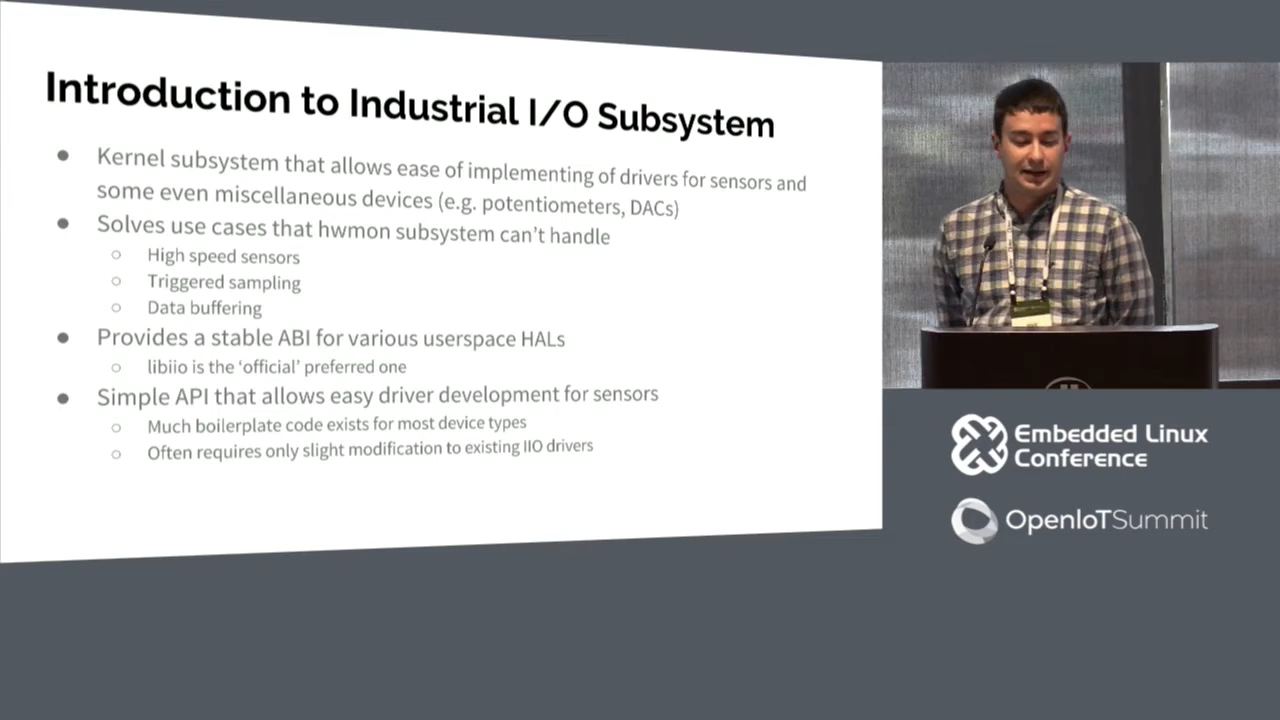 Introduction to Industrial I/O Subsystem
● Kernel subsystem that allows ease of implementing of drivers for sensors and
some even miscellaneous devices (e.g. potentiometers, DACs)
● Solves use cases that hwmon subsystem can't handle
○ High speed sensors
○ Triggered sampling
○ Data buffering
● Provides a stable ABI for various userspace HALs
○ libiio is the ‘official’ preferred one
● Simple API that allows easy driver development for sensors
○ Much boilerplate code exists for most device types
○ Often requires only slight modification to existing IIO drivers
Embedded Linux
Conference
OpenIoTSummit